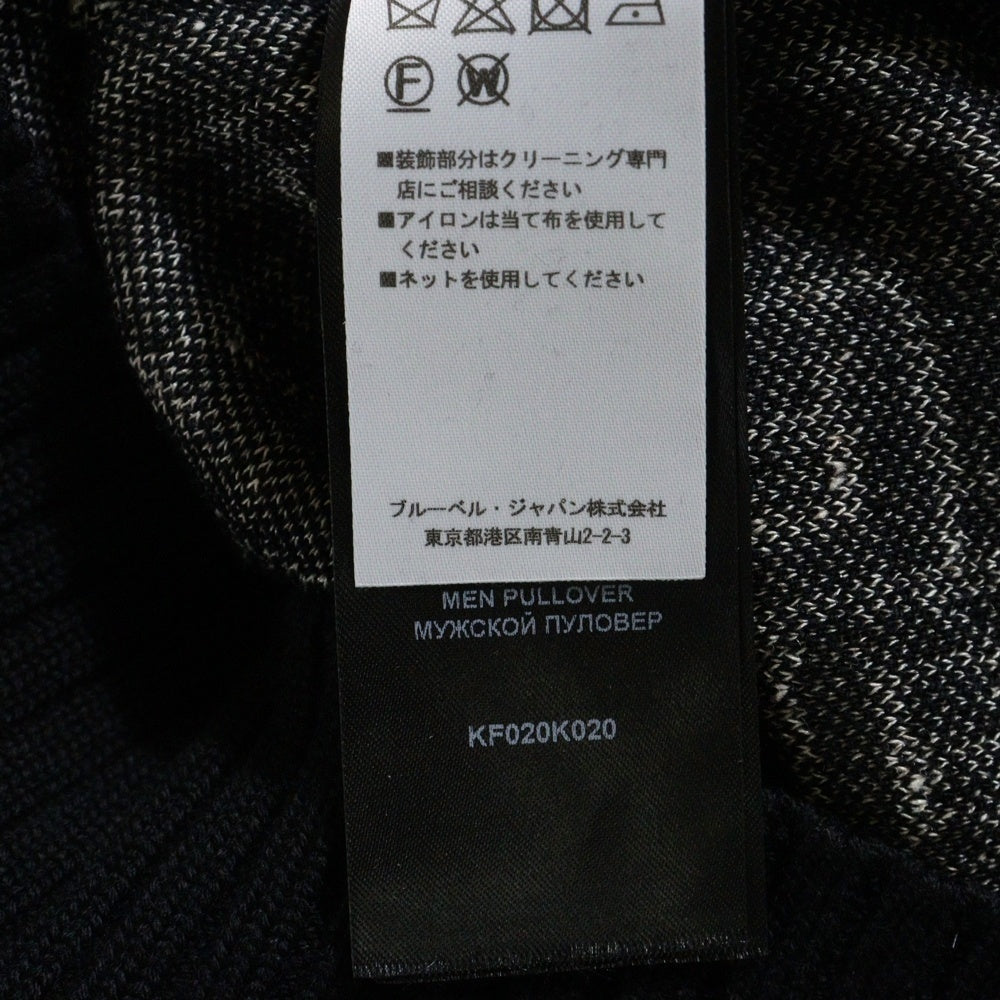 F W
■装飾部分はクリーニング専門
店にご相談ください
■アイロンは当て布を使用して
ください
■ネットを使用してください
ブルーベル・ジャパン株式会社
東京都港区南青山2-2-3
MEN PULLOVER
МУЖСКОЙ ПУЛОВЕР
KF020K020